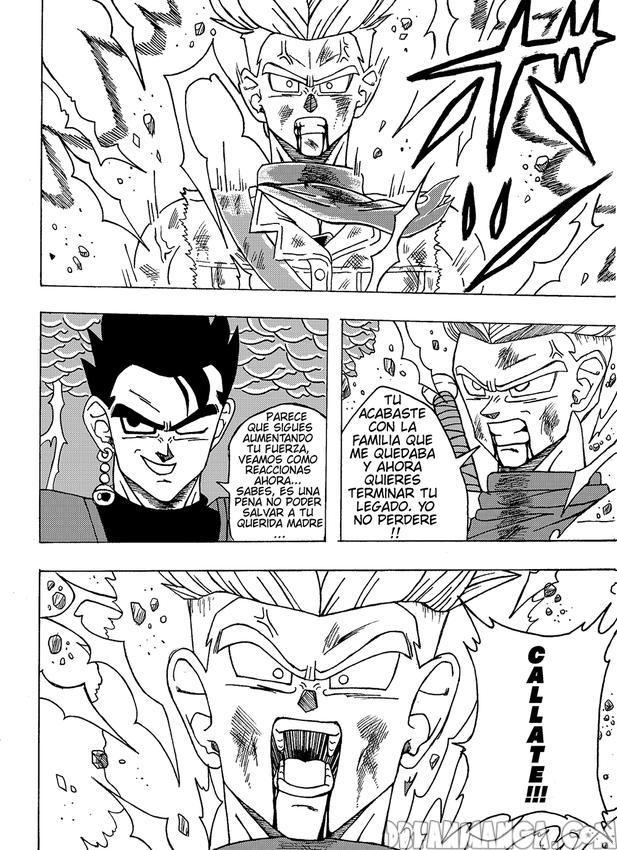 TU
ACABASTE
CON LA
FAMILIA QUE
ME QUEDABA
Y AHORA
QUIERES
TERMINAR TU
LEGADO. YO
NO PERDERE
!!
PARECE
QUE SIGUES
AUMENTANDO
TU FUERZA,
VEAMOS COMO
REACCIONAS
AHORA...
SABES, ES UNA
PENA NO PODER
SALVAR A TU
QUERIDA MADRE
...
CALLATE!!!